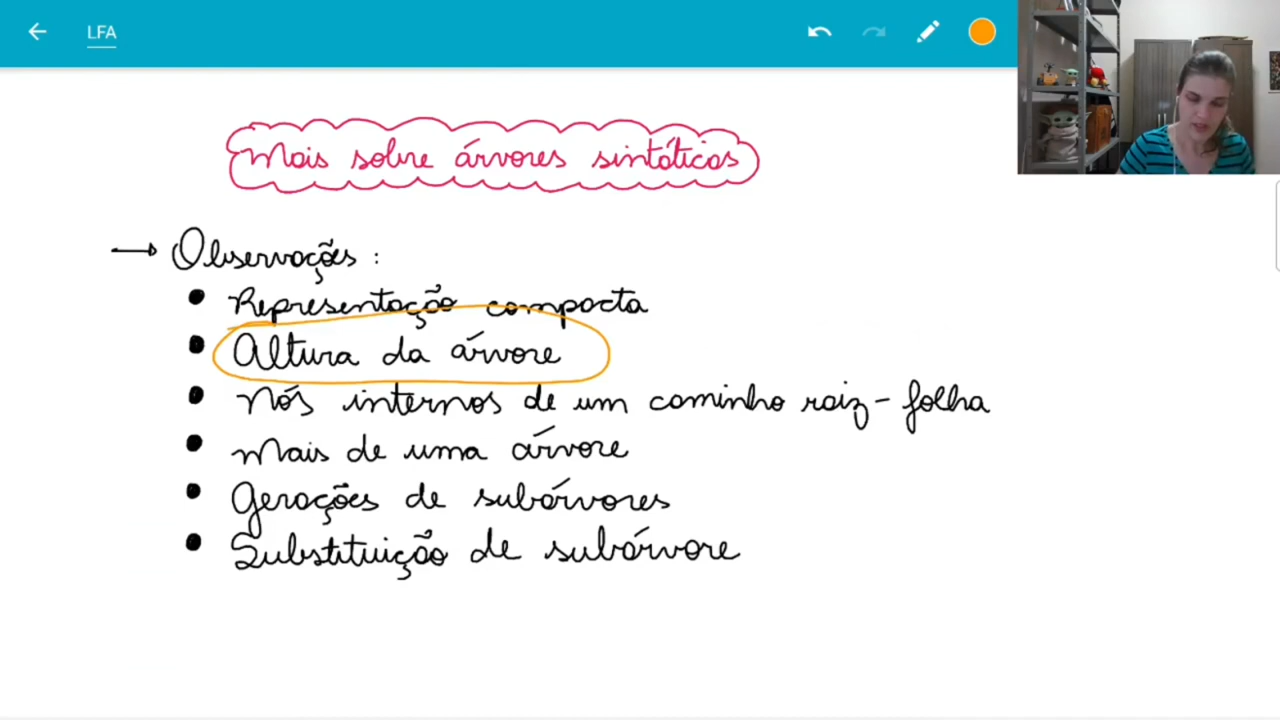 LFA
Mais sobre árvores sintáticas
→ Observações :
• Representação compacta
• Altura da árvore
• Nós internos de um caminho raiz-folha
• Mais de uma árvore
• Gerações de subárvores
• Substituição de subárvore